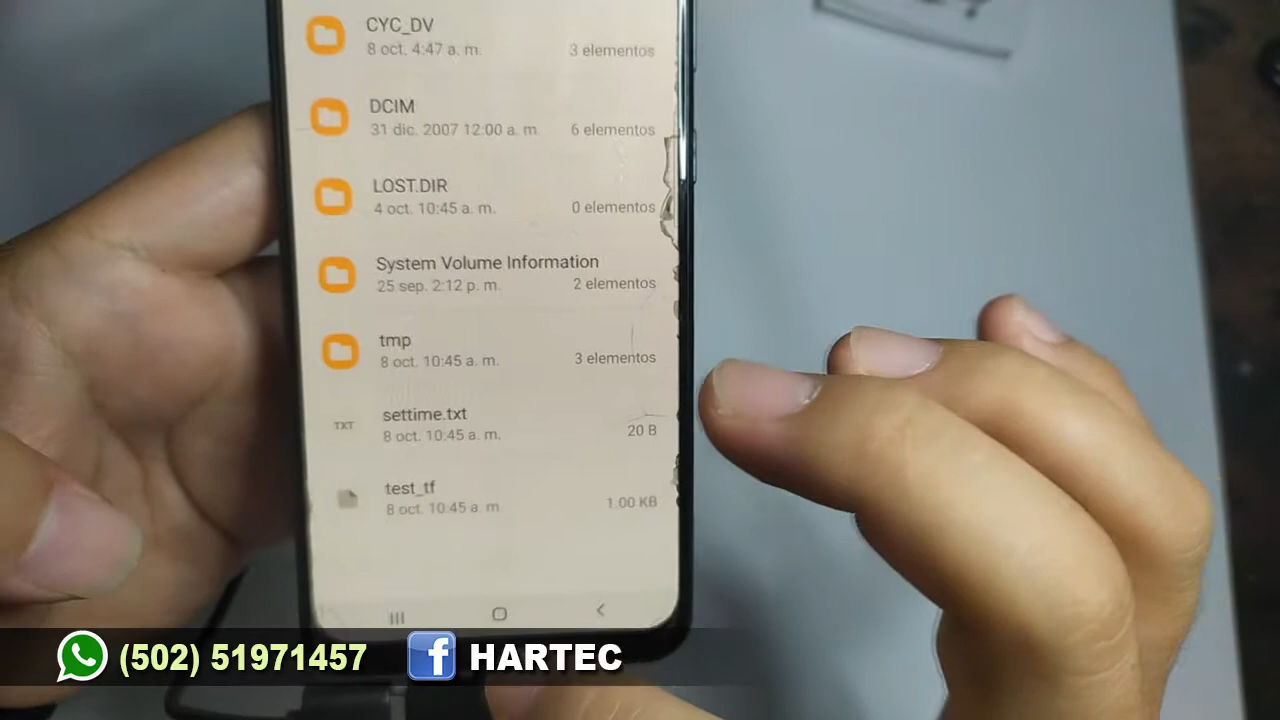 CYC_DV
8 oct. 4:47 a. m.
3 elementos
DCIM
31 dic. 2007 12:00 a. m.
6 elementos
LOST.DIR
4 oct. 10:45 a. m.
0 elementos
System Volume Information
25 sep. 2:12 p. m.
2 elementos
tmp
8 oct. 10:45 a. m.
3 elementos
TXT
settime.txt
8 oct. 10:45 a. m.
20 B
test_tf
8 oct. 10:45 a. m
1.00 KB
(502) 51971457
f HARTEC